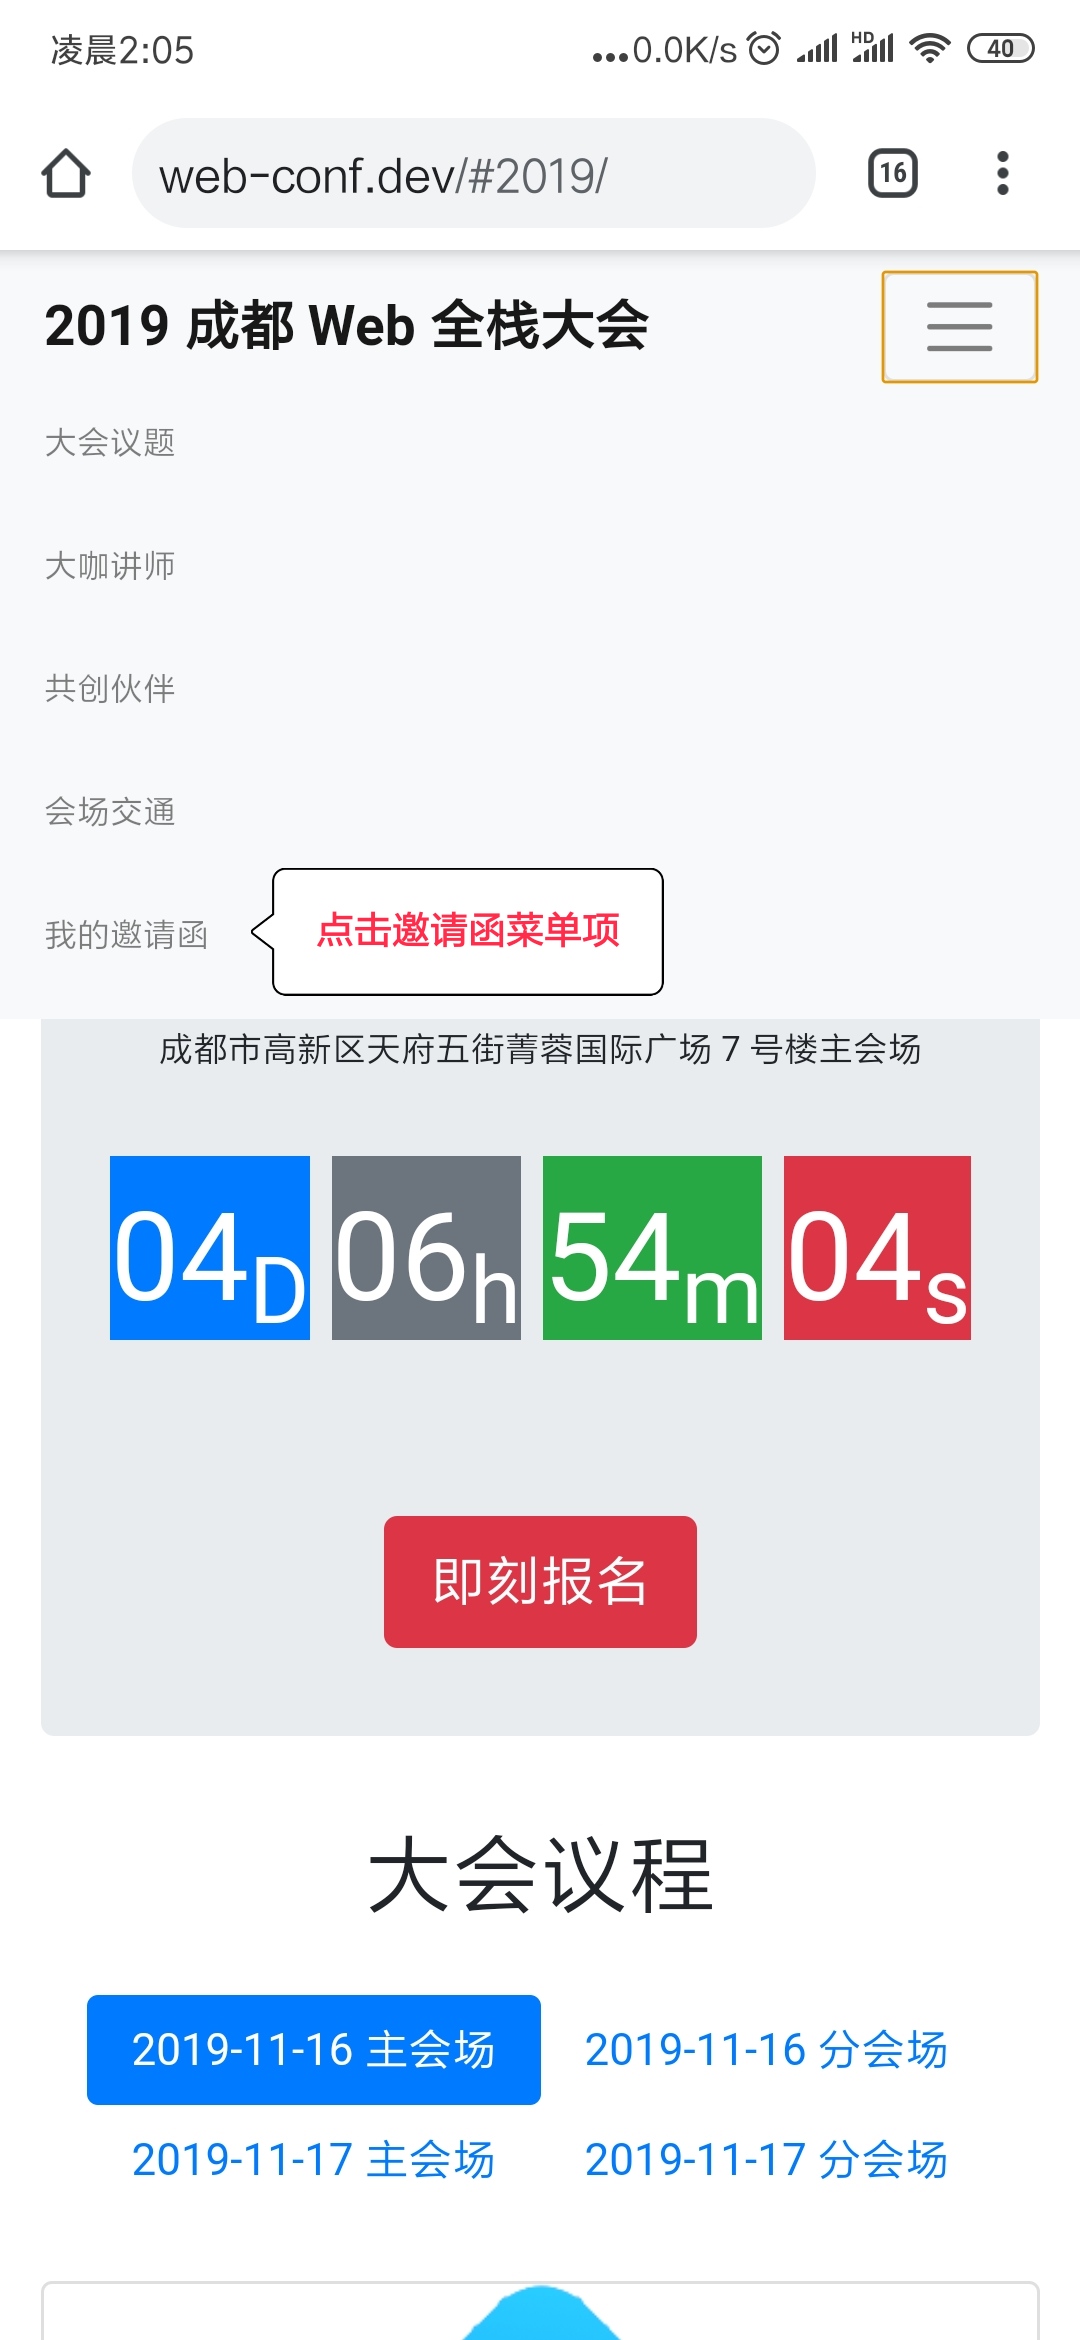 凌晨2:05
...0.0K/s
HD
40
web-conf.dev/#2019/
16
2019 成都 Web 全栈大会
大会议题
大咖讲师
共创伙伴
会场交通
我的邀请函
点击邀请函菜单项
成都市高新区天府五街菁蓉国际广场 7 号楼主会场
04D 06h 54m 04s
即刻报名
大会议程
2019-11-16 主会场
2019-11-16 分会场
2019-11-17 主会场
2019-11-17 分会场